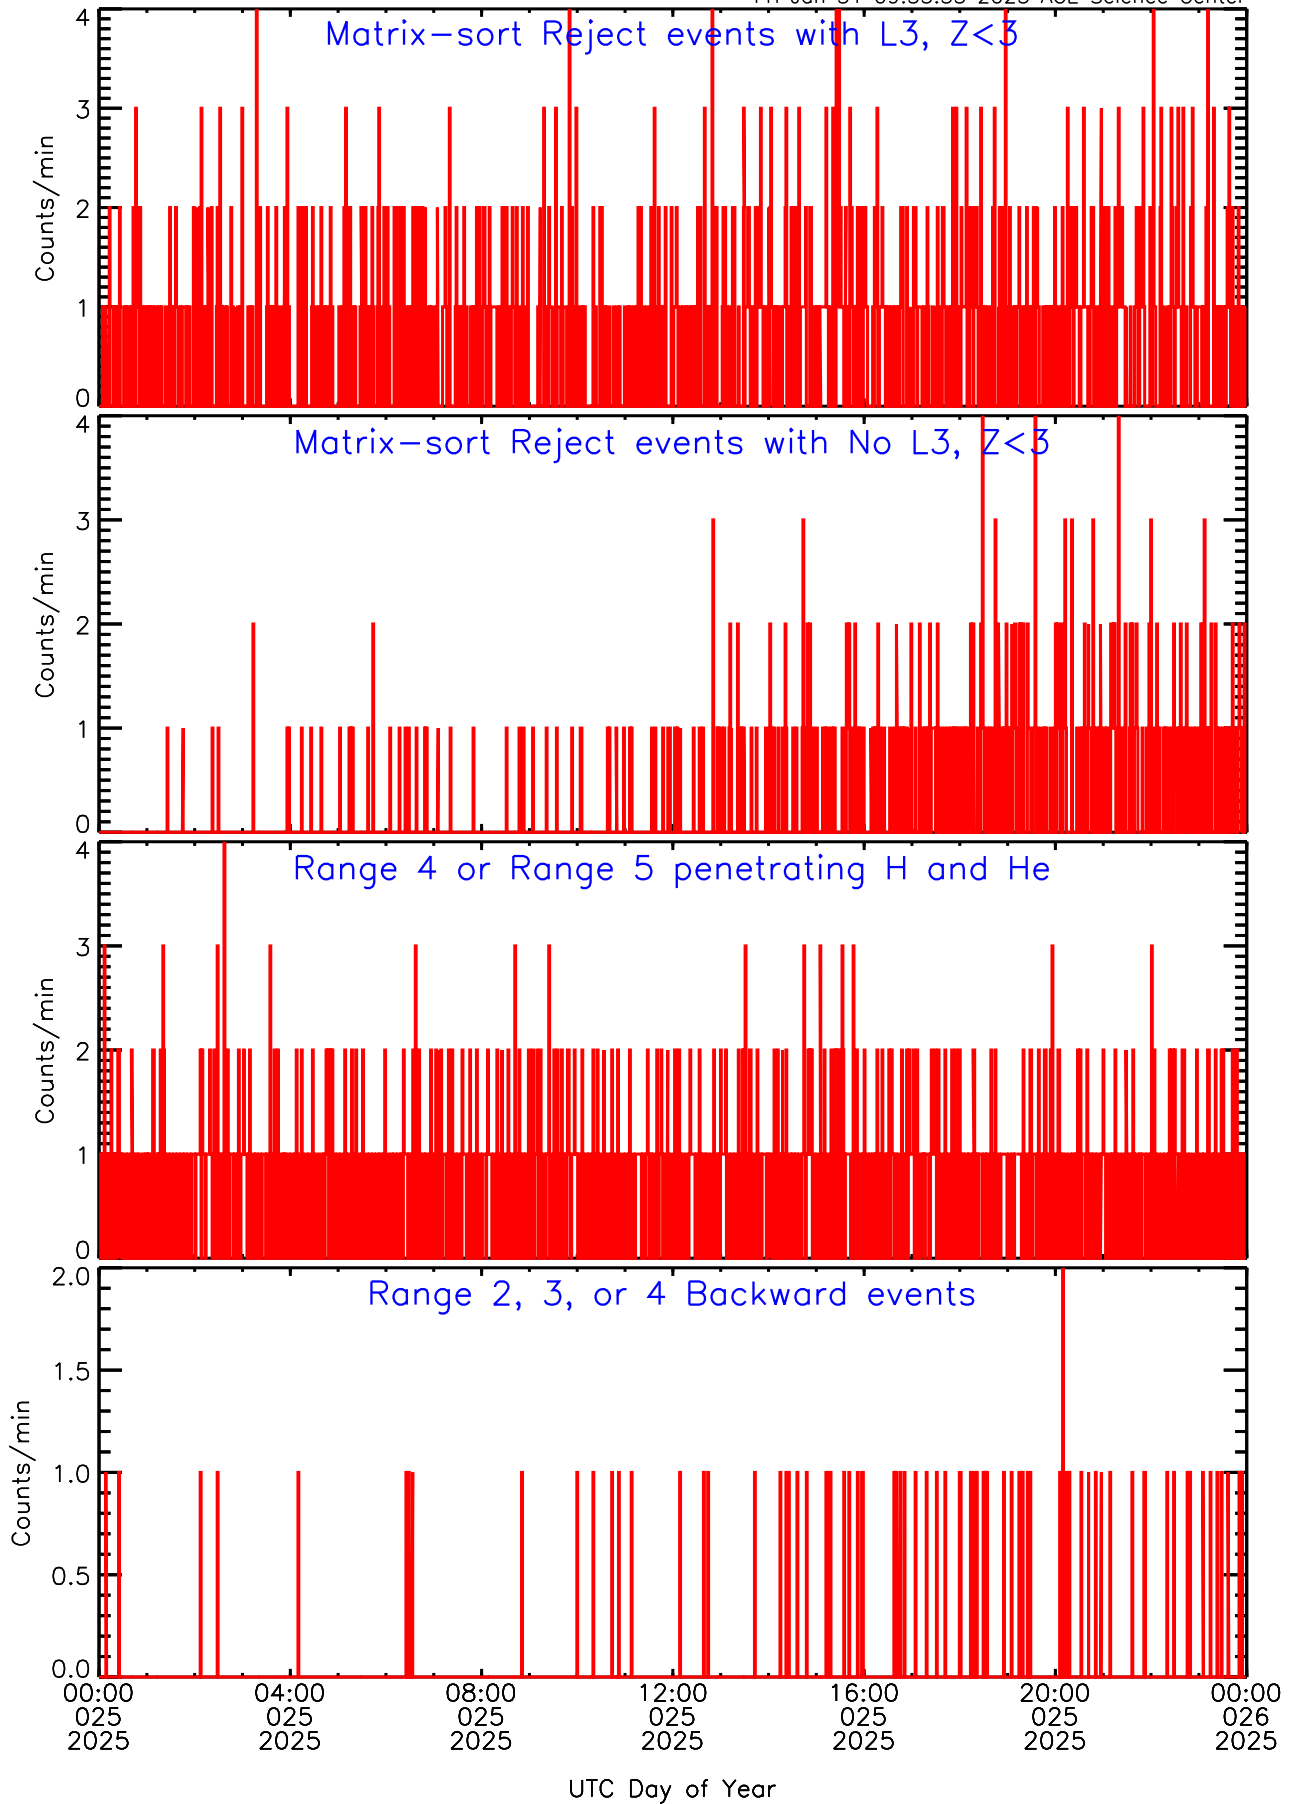 Matrix-sort Reject events with L3, Z<3
4
3
2
1
0
Counts/min
Matrix-sort Reject events with No L3, Z<3
4
3
2
1
0
Counts/min
Range 4 or Range 5 penetrating H and He
4
3
2
1
0
Counts/min
Range 2, 3, or 4 Backward events
2.0
1.5
1.0
0.5
0.0
Counts/min
00:00 04:00 08:00 12:00 16:00 20:00 00:00
025 025 025 025 025 025 026
2025 2025 2025 2025 2025 2025 2025
UTC Day of Year